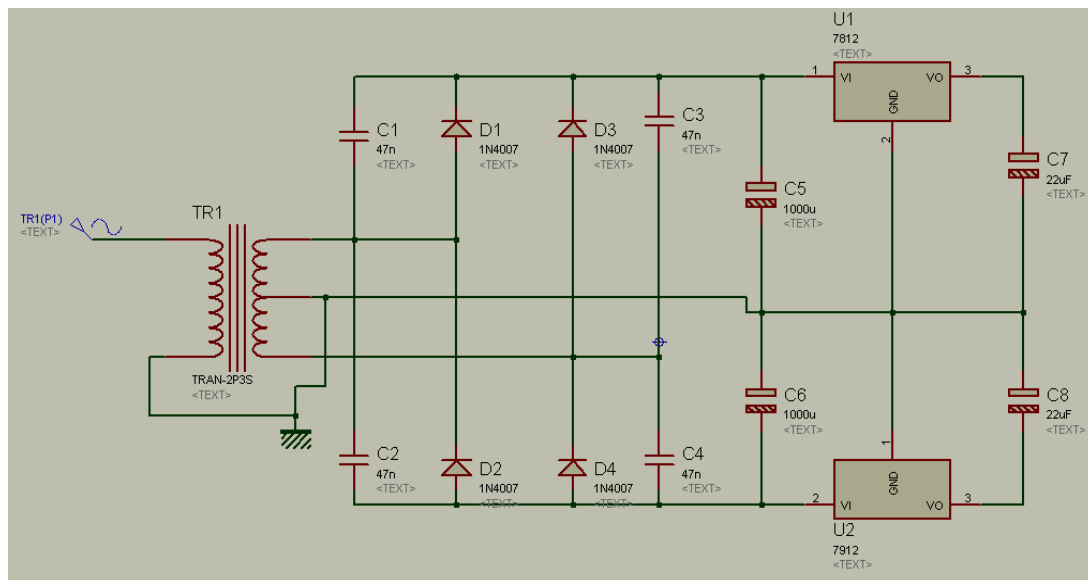 U1
7812
<TEXT>
1
VI
VO
3
GND
2
C1
47n
<TEXT>
D1
1N4007
<TEXT>
D3
1N4007
<TEXT>
C3
47n
<TEXT>
C7
22uF
<TEXT>
C5
1000u
<TEXT>
TR1(P1)
<TEXT>
TR1
TRAN-2P3S
<TEXT>
C6
1000u
<TEXT>
C8
22uF
<TEXT>
C2
47n
<TEXT>
D2
1N4007
<TEXT>
D4
1N4007
<TEXT>
C4
47n
<TEXT>
1
GND
2
VI
VO
3
U2
7912
<TEXT>